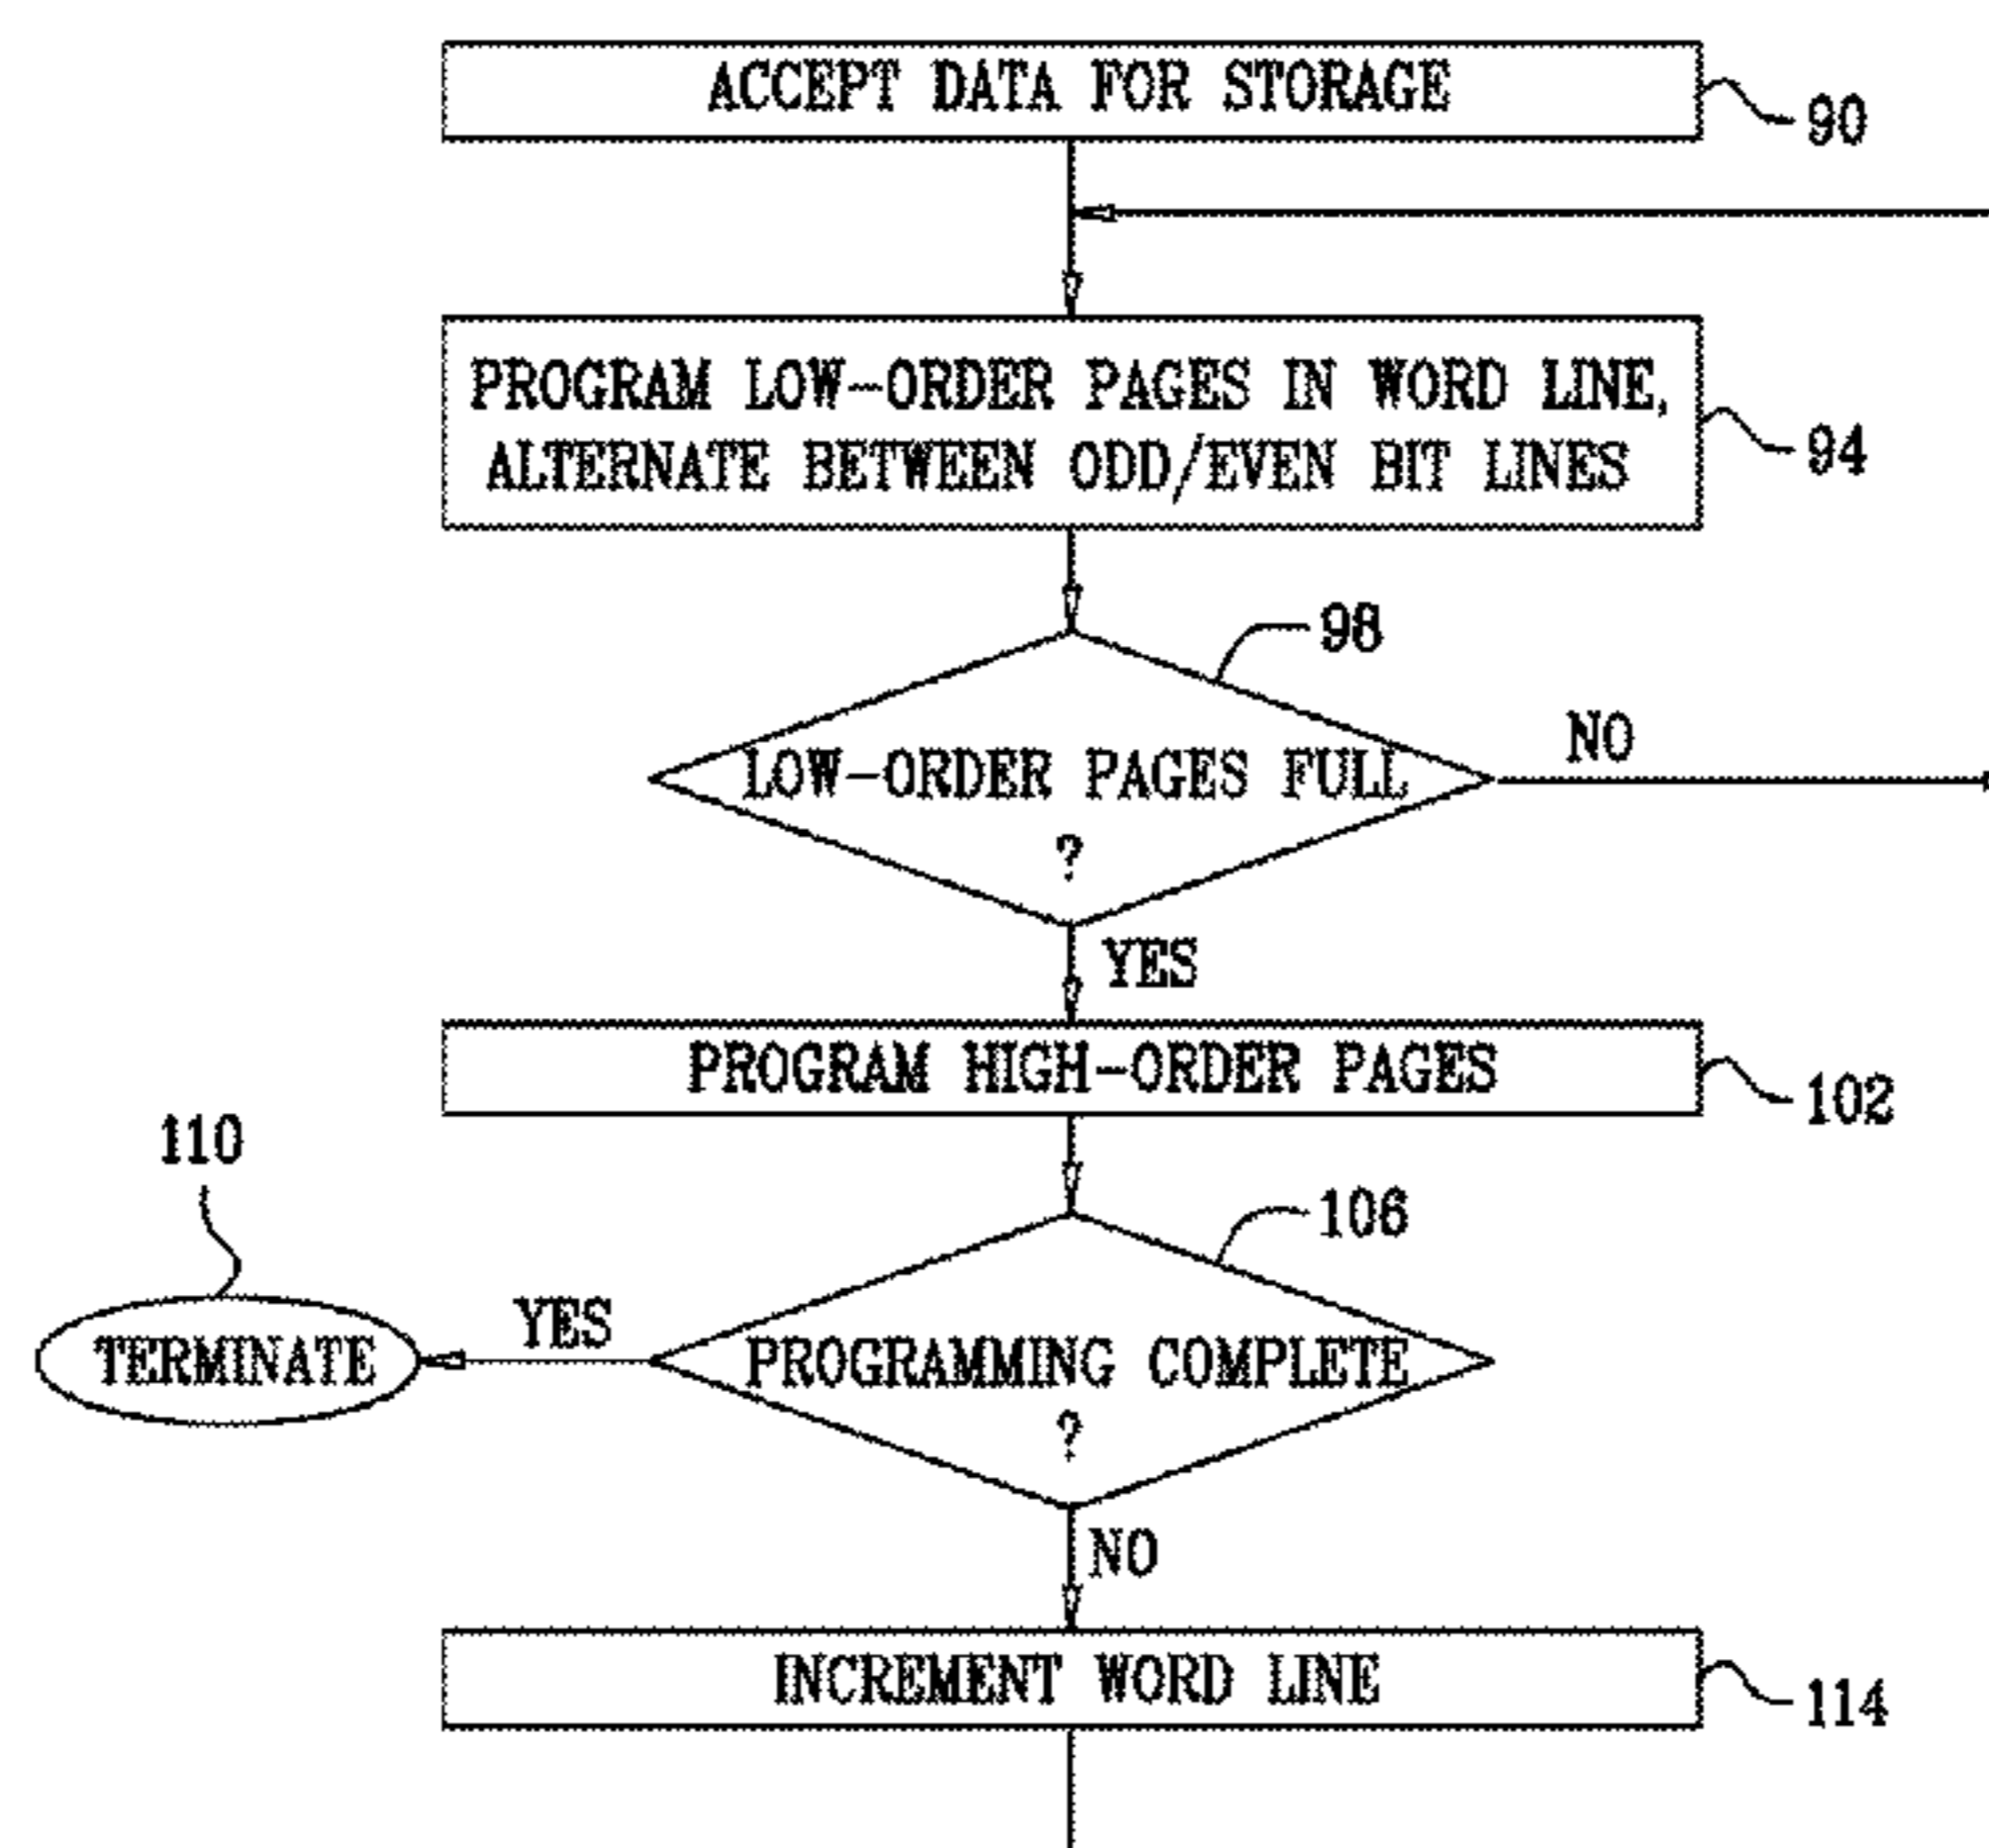 ACCEPT DATA FOR STORAGE
90
PROGRAM LOW-ORDER PAGES IN WORD LINE,
ALTERNATE BETWEEN ODD/EVEN BIT LINES
94
98
LOW-ORDER PAGES FULL
?
NO
YES
PROGRAM HIGH-ORDER PAGES
102
110
106
TERMINATE
YES
PROGRAMMING COMPLETE
?
NO
INCREMENT WORD LINE
114